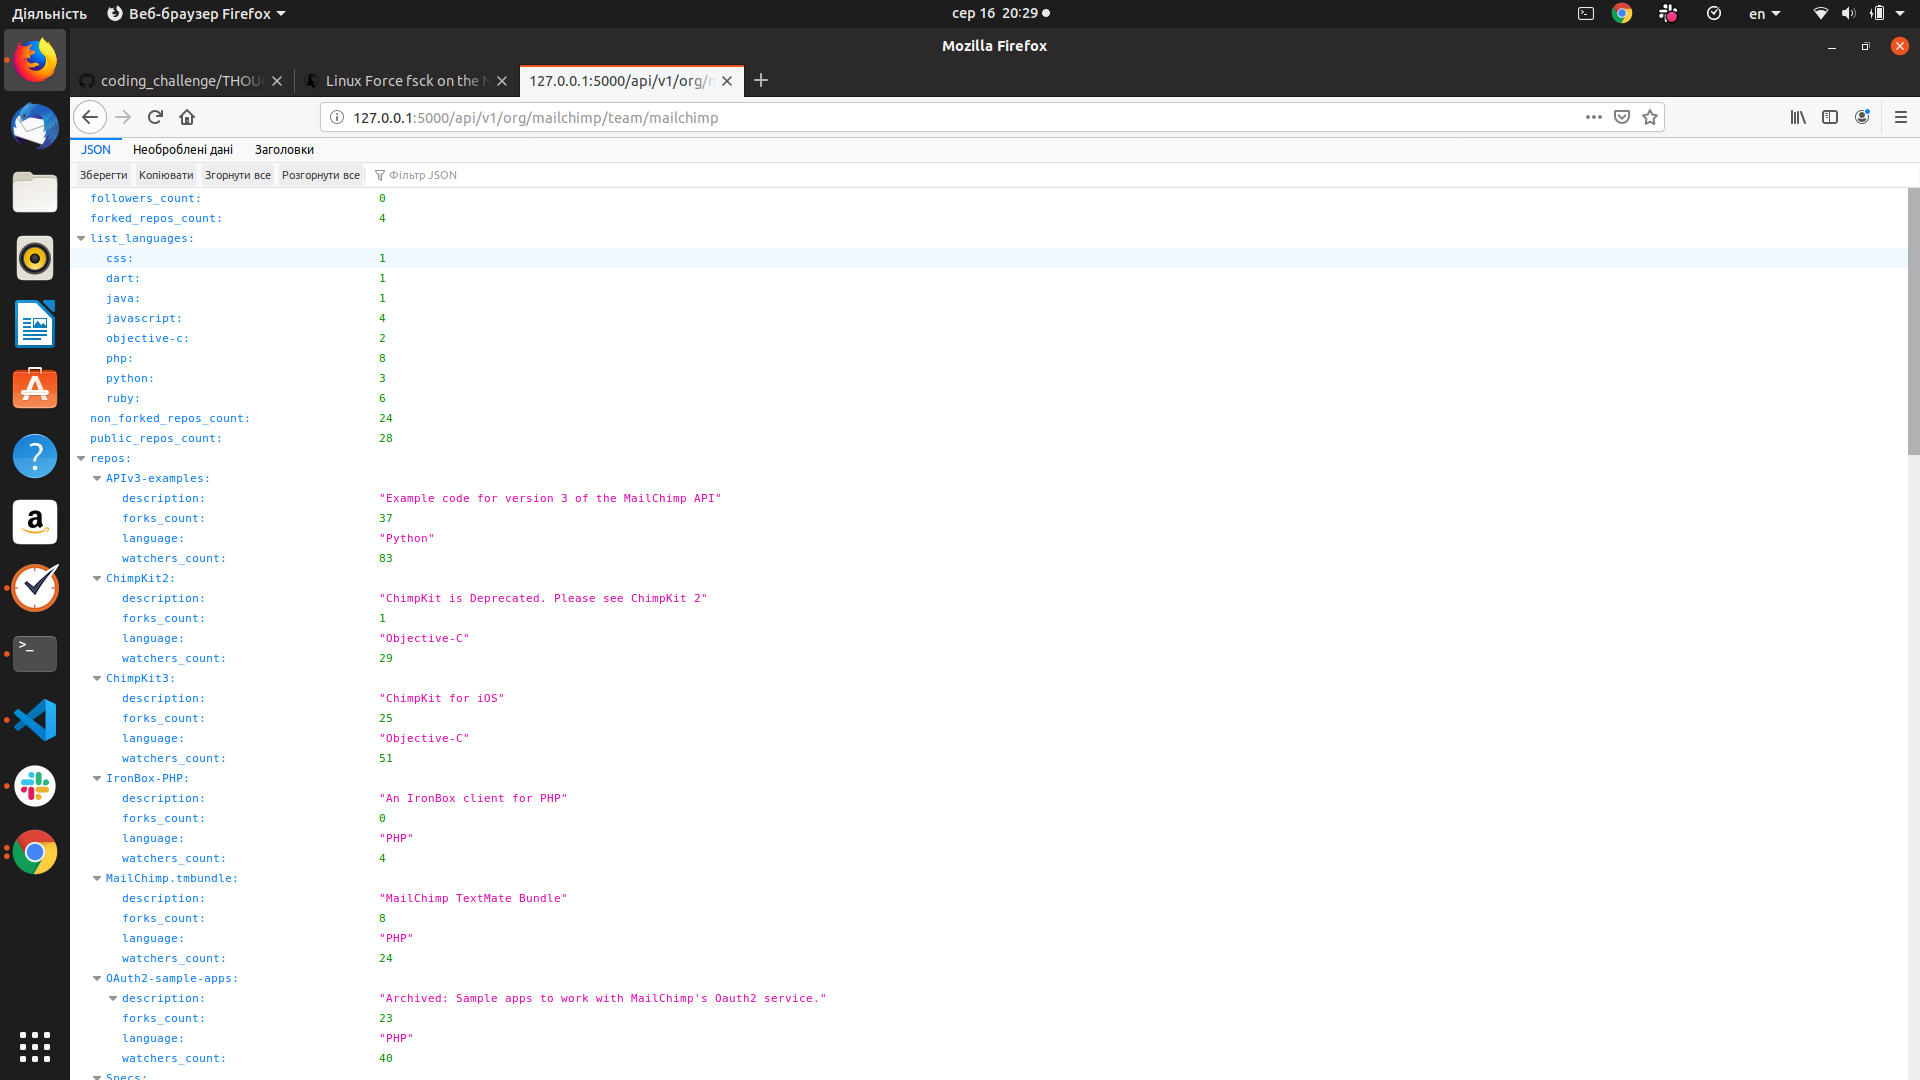 Діяльність Веб-браузер Firefox сер 16 20:29 en
Mozilla Firefox
coding_challenge/THOU Linux Force fsck on the 127.0.0.1:5000/api/v1/org/
127.0.0.1:5000/api/v1/org/mailchimp/team/mailchimp
JSON Необроблені дані Заголовки
Зберегти Копіювати Згорнути все Розгорнути все Фільтр JSON
followers_count: 0
forked_repos_count: 4
list_languages:
css: 1
dart: 1
java: 1
javascript: 4
objective-c: 2
php: 8
python: 3
ruby: 6
non_forked_repos_count: 24
public_repos_count: 28
repos:
APIv3-examples:
description: "Example code for version 3 of the MailChimp API"
forks_count: 37
language: "Python"
watchers_count: 83
ChimpKit2:
description: "ChimpKit is Deprecated. Please see ChimpKit 2"
forks_count: 1
language: "Objective-C"
watchers_count: 29
ChimpKit3:
description: "ChimpKit for iOS"
forks_count: 25
language: "Objective-C"
watchers_count: 51
IronBox-PHP:
description: "An IronBox client for PHP"
forks_count: 0
language: "PHP"
watchers_count: 4
MailChimp.tmbundle:
description: "MailChimp TextMate Bundle"
forks_count: 8
language: "PHP"
watchers_count: 24
OAuth2-sample-apps:
description: "Archived: Sample apps to work with MailChimp's Oauth2 service."
forks_count: 23
language: "PHP"
watchers_count: 40
Specs: